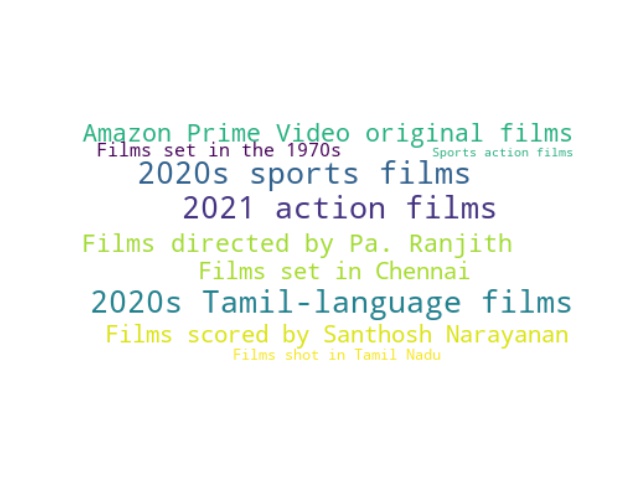 Amazon Prime Video original films
Films set in the 1970s
Sports action films
2020s sports films
2021 action films
Films directed by Pa. Ranjith
Films set in Chennai
2020s Tamil-language films
Films scored by Santhosh Narayanan
Films shot in Tamil Nadu